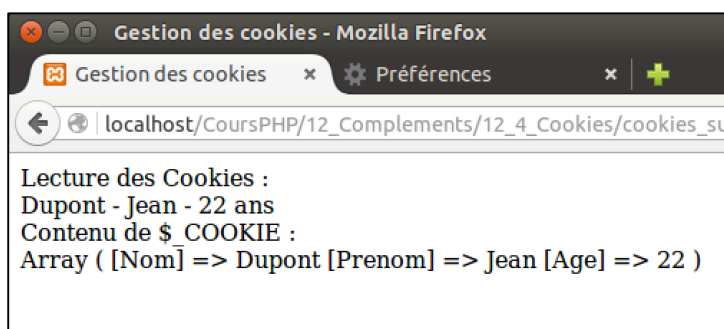 Gestion des cookies - Mozilla Firefox
Gestion des cookies
Préférences
localhost/CoursPHP/12_Complements/12_4_Cookies/cookies_su
Lecture des Cookies :
Dupont - Jean - 22 ans
Contenu de $_COOKIE :
Array ( [Nom] => Dupont [Prenom] => Jean [Age] => 22 )